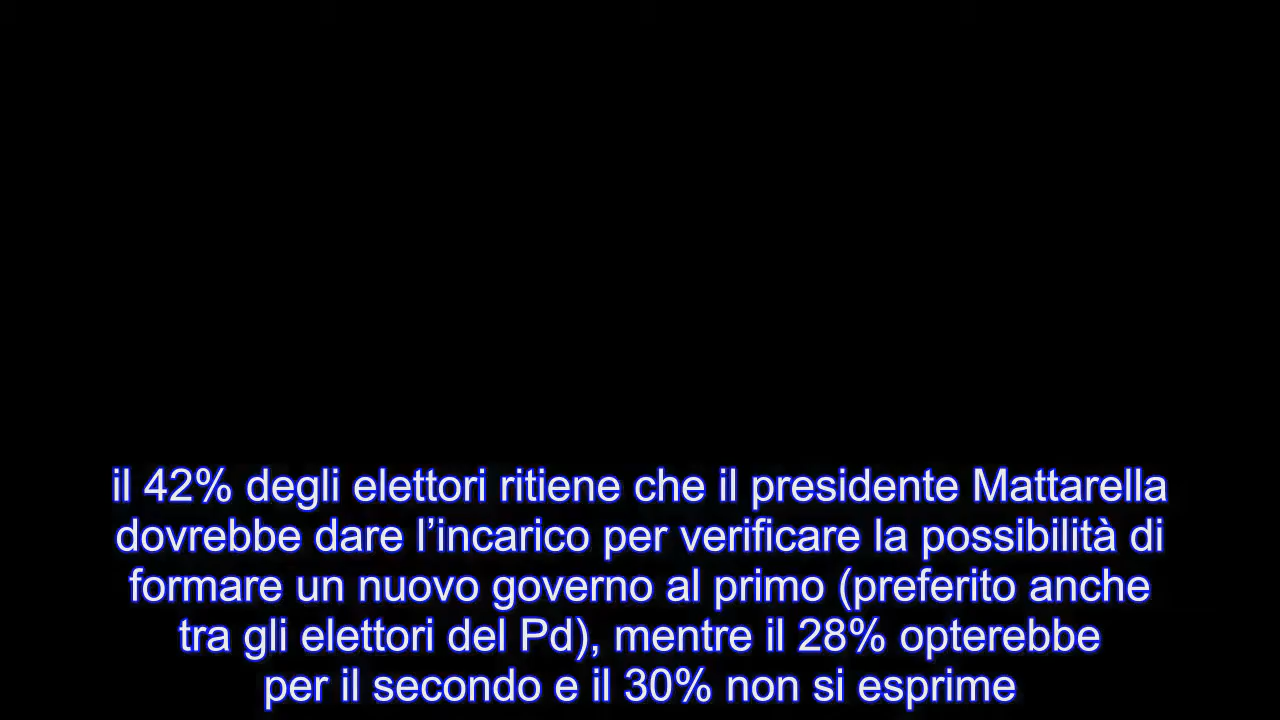 il 42% degli elettori ritiene che il presidente Mattarella
dovrebbe dare l’incarico per verificare la possibilità di
formare un nuovo governo al primo (preferito anche
tra gli elettori del Pd), mentre il 28% opterebbe
per il secondo e il 30% non si esprime